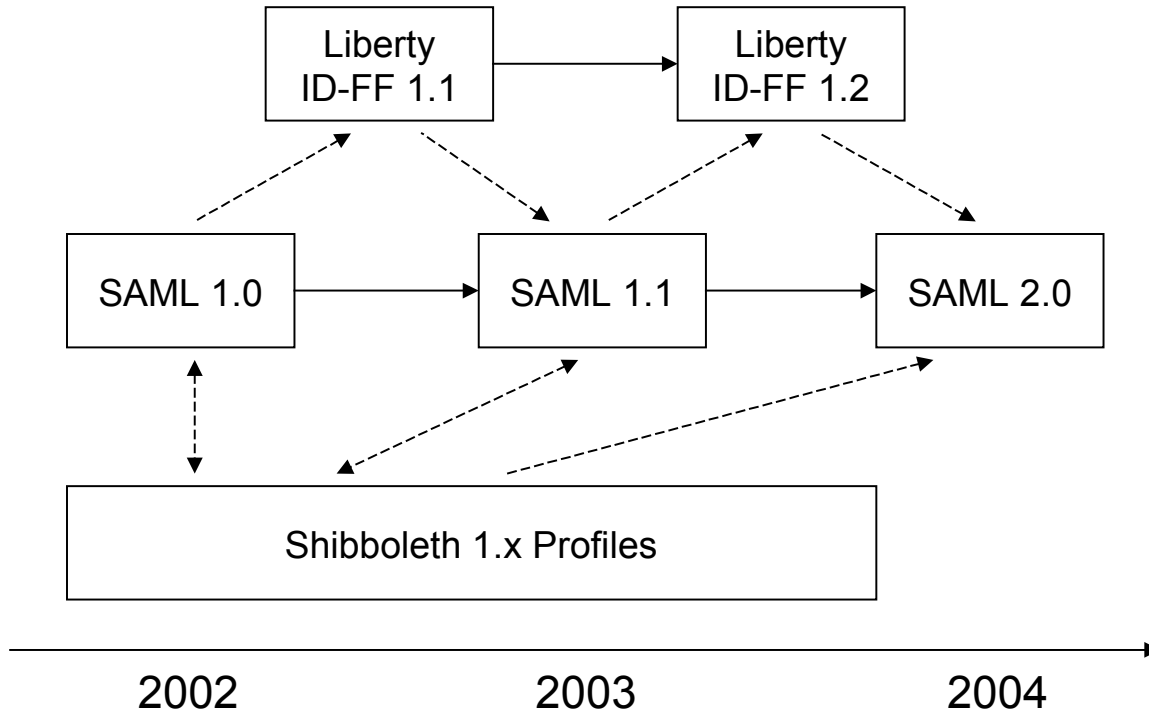 Liberty
ID-FF 1.1
Liberty
ID-FF 1.2
SAML 1.0
SAML 1.1
SAML 2.0
Shibboleth 1.x Profiles
2002
2003
2004